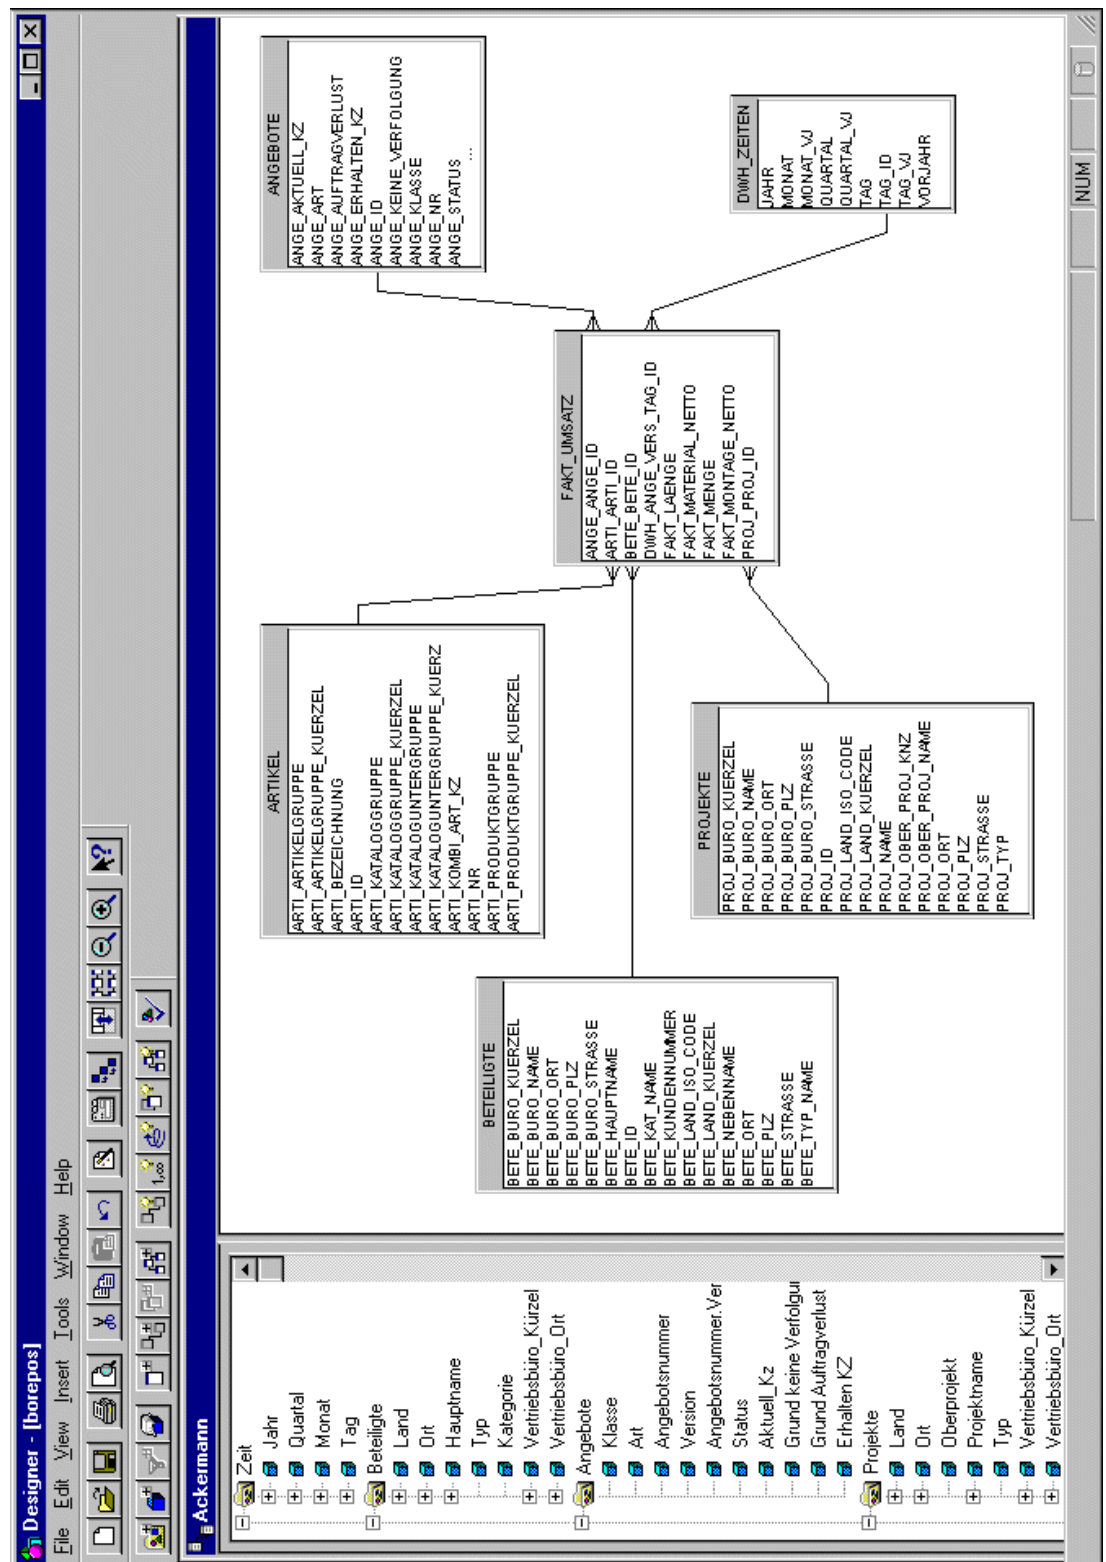 Designer - [borepos]
File Edit View Insert Tools Window Help
Ackermann
Zeit
Jahr
Quartal
Monat
Tag
Beteiligte
Land
Ort
Hauptname
Typ
Kategorie
Vertriebsbüro_Kürzel
Vertriebsbüro_Ort
Angebote
Klasse
Art
Angebotsnummer
Version
Angebotsnummer.Ver
Status
Aktuell_Kz
Grund keine Verfolgui
Grund Auftragverlust
Erhalten KZ
Projekte
Land
Ort
Oberprojekt
Projektname
Typ
Vertriebsbüro_Kürzel
Vertriebsbüro_Ort
BETEILIGTE
BETE_BURO_KUERZEL
BETE_BURO_NAME
BETE_BURO_ORT
BETE_BURO_PLZ
BETE_BURO_STRASSE
BETE_HAUPTNAME
BETE_ID
BETE_KAT_NAME
BETE_KUNDENNUMMER
BETE_LAND_ISO_CODE
BETE_LAND_KUERZEL
BETE_NEBENNAME
BETE_ORT
BETE_PLZ
BETE_STRASSE
BETE_TYP_NAME
ARTIKEL
ARTI_ARTIKELGRUPPE
ARTI_ARTIKELGRUPPE_KUERZEL
ARTI_BEZEICHNUNG
ARTI_ID
ARTI_KATALOGGRUPPE
ARTI_KATALOGGRUPPE_KUERZEL
ARTI_KATALOGUNTERGRUPPE
ARTI_KATALOGUNTERGRUPPE_KUERZ
ARTI_KOMBI_ART_KZ
ARTI_NR
ARTI_PRODUKTGRUPPE
ARTI_PRODUKTGRUPPE_KUERZEL
PROJEKTE
PROJ_BURO_KUERZEL
PROJ_BURO_NAME
PROJ_BURO_ORT
PROJ_BURO_PLZ
PROJ_BURO_STRASSE
PROJ_ID
PROJ_LAND_ISO_CODE
PROJ_LAND_KUERZEL
PROJ_NAME
PROJ_OBER_PROJ_KNZ
PROJ_OBER_PROJ_NAME
PROJ_ORT
PROJ_PLZ
PROJ_STRASSE
PROJ_TYP
FAKT_UMSATZ
ANGE_ANGE_ID
ARTI_ARTI_ID
BETE_BETE_ID
DWH_ANGE_VERS_TAG_ID
FAKT_LAENGE
FAKT_MATERIAL_NETTO
FAKT_MENGE
FAKT_MONTAGE_NETTO
PROJ_PROJ_ID
ANGEBOTE
ANGE_AKTUELL_KZ
ANGE_ART
ANGE_AUFTRAGVERLUST
ANGE_ERHALTEN_KZ
ANGE_ID
ANGE_KEINE_VERFOLGUNG
ANGE_KLASSE
ANGE_NR
ANGE_STATUS
...
DWH_ZEITEN
JAHR
MONAT
MONAT_VJ
QUARTAL
QUARTAL_VJ
TAG
TAG_ID
TAG_VJ
VORJAHR
NUM